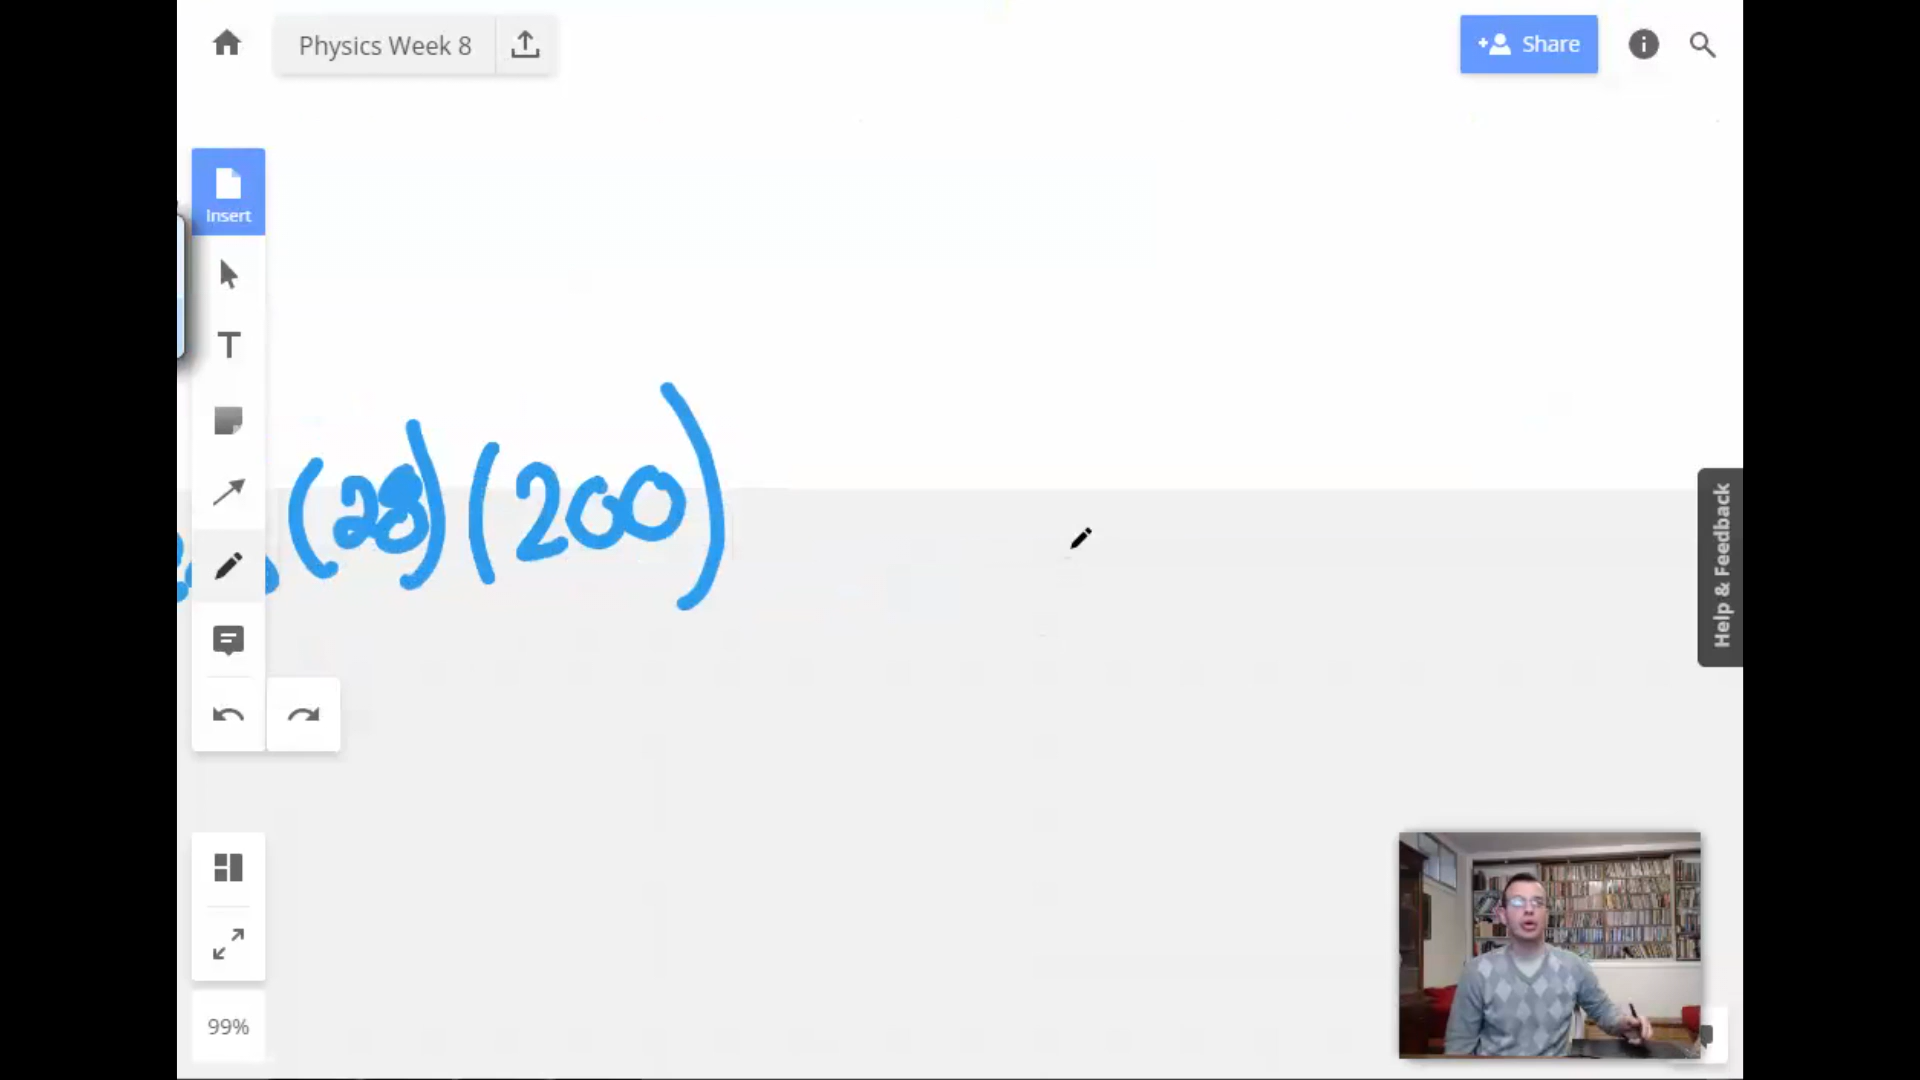 Physics Week 8
Share
Insert
T
(28)(200)
Help & Feedback
99%